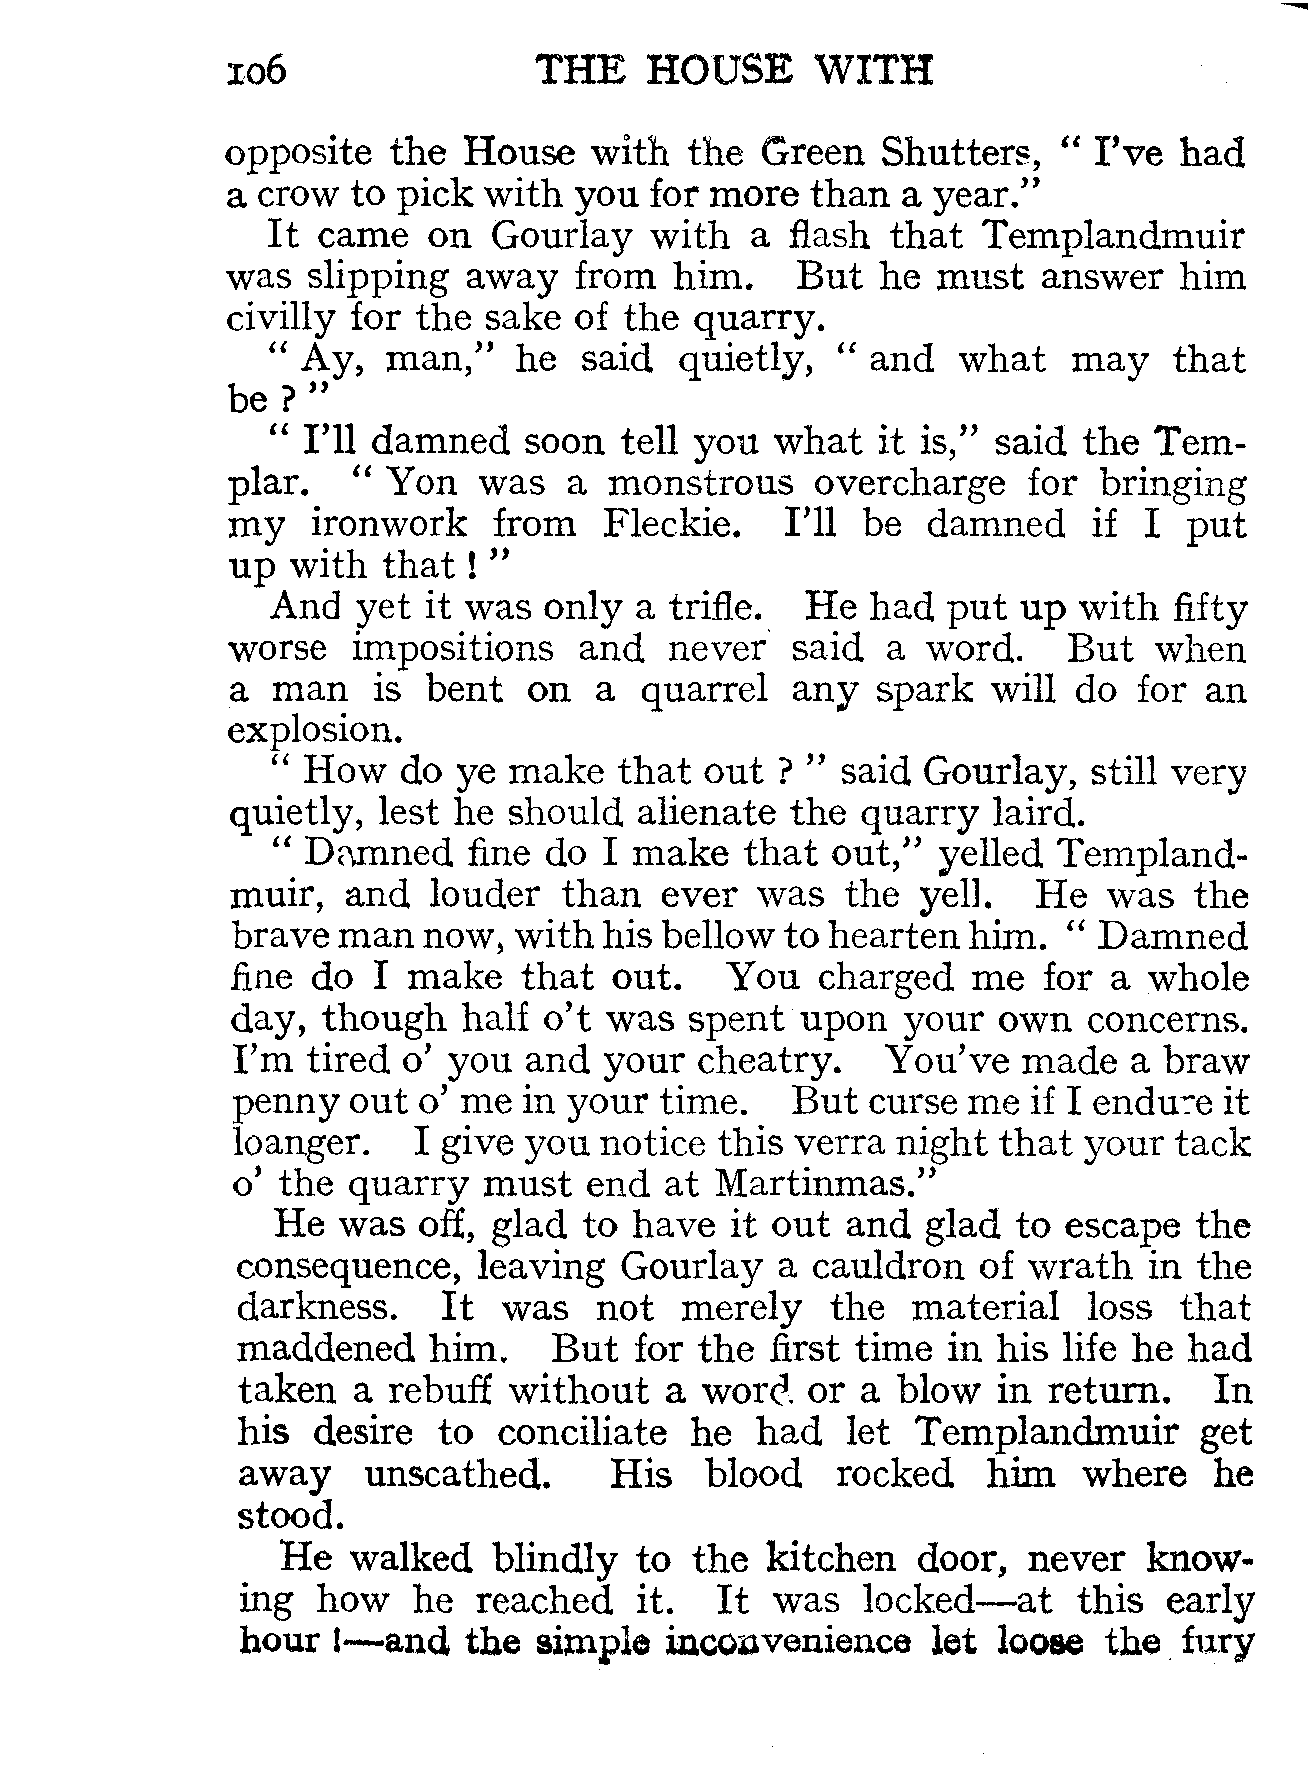 106 THE HOUSE WITH
opposite the House with the Green Shutters, " I've had
a crow to pick with you for more than a year."
It came on Gourlay with a flash that Templandmuir
was slipping away from him. But he must answer him
civilly for the sake of the quarry.
" Ay, man," he said quietly, " and what may that
be ? "
" I'll damned soon tell you what it is," said the Tem-
plar. " Yon was a monstrous overcharge for bringing
my ironwork from Fleckie. I'll be damned if I put
up with that ! "
And yet it was only a trifle. He had put up with fifty
worse impositions and never said a word. But when
a man is bent on a quarrel any spark will do for an
explosion.
" How do ye make that out ? " said Gourlay, still very
quietly, lest he should alienate the quarry laird.
" Damned fine do I make that out," yelled Templand-
muir, and louder than ever was the yell. He was the
brave man now, with his bellow to hearten him. " Damned
fine do I make that out. You charged me for a whole
day, though half o't was spent upon your own concerns.
I'm tired o' you and your cheatry. You've made a braw
penny out o' me in your time. But curse me if I endure it
loanger. I give you notice this verra night that your tack
o' the quarry must end at Martinmas."
He was off, glad to have it out and glad to escape the
consequence, leaving Gourlay a cauldron of wrath in the
darkness. It was not merely the material loss that
maddened him. But for the first time in his life he had
taken a rebuff without a word or a blow in return. In
his desire to conciliate he had let Templandmuir get
away unscathed. His blood rocked him where he
stood.
He walked blindly to the kitchen door, never know-
ing how he reached it. It was locked—at this early
hour !—and the simple inconvenience let loose the fury